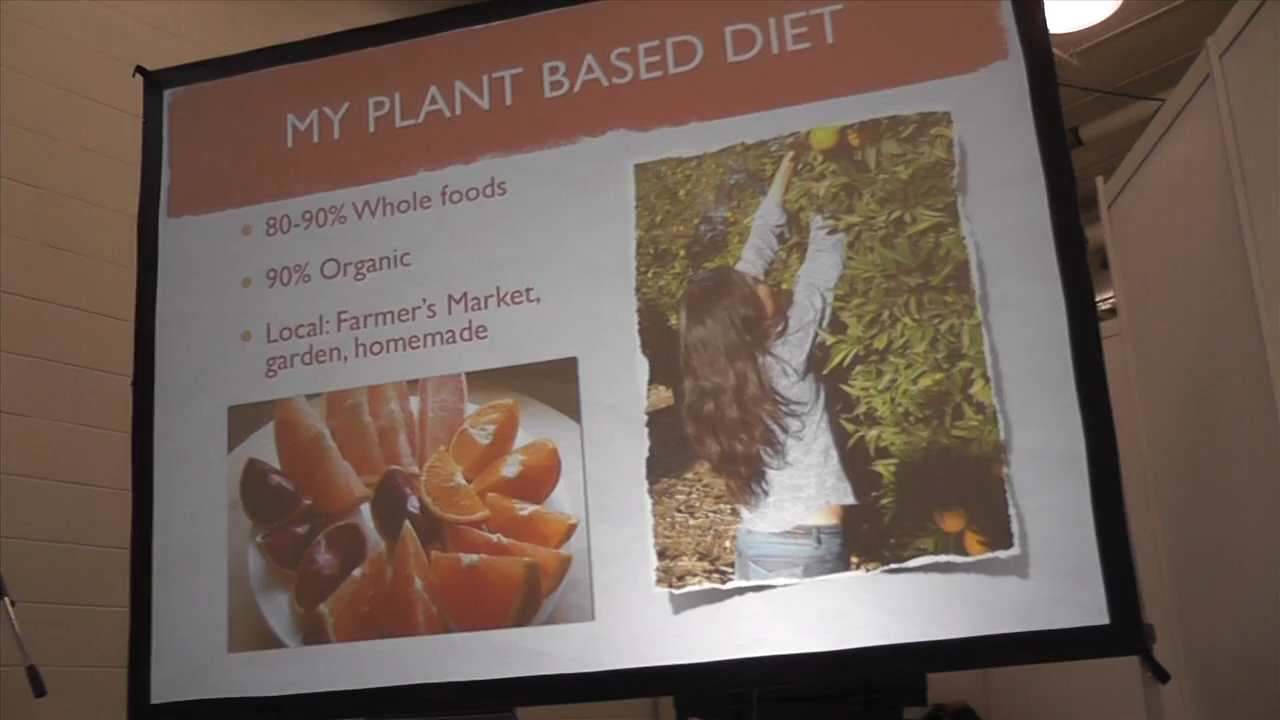 MY PLANT BASED DIET
80-90% Whole foods
90% Organic
Local: Farmer's Market,
garden, homemade